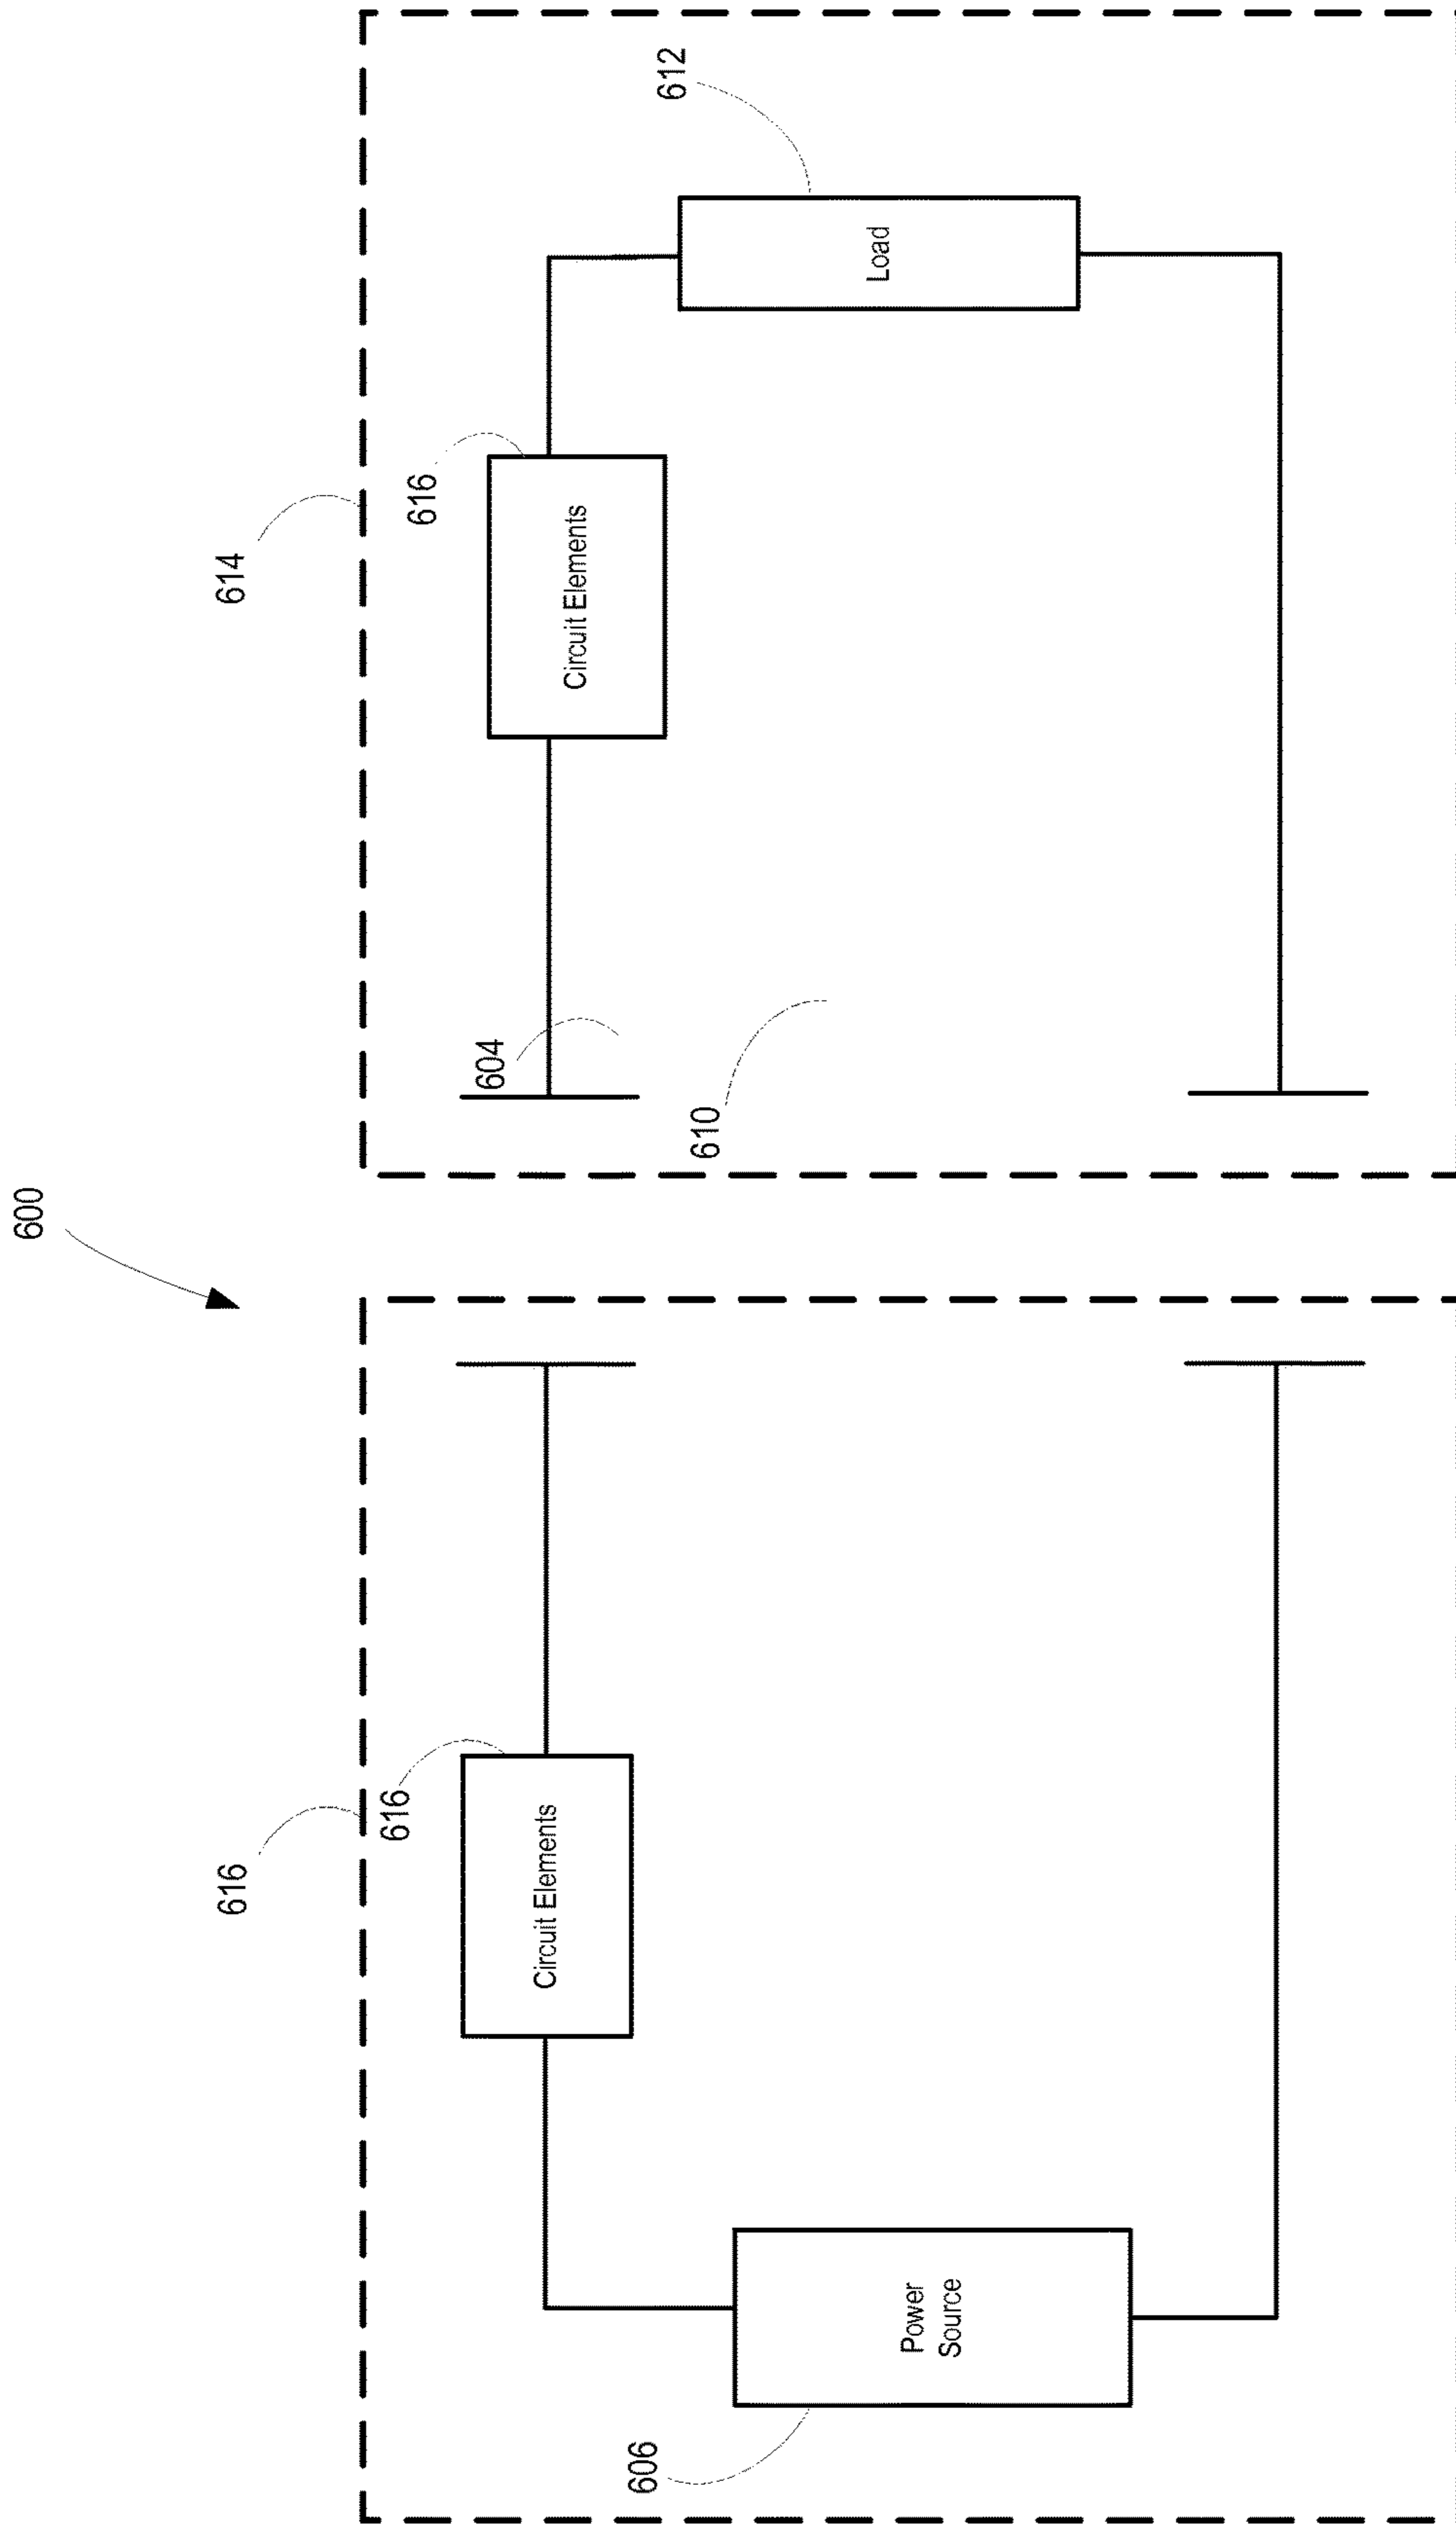 600
616
614
616
616
Circuit Elements
Circuit Elements
604
606
612
610
Power
Source
Load